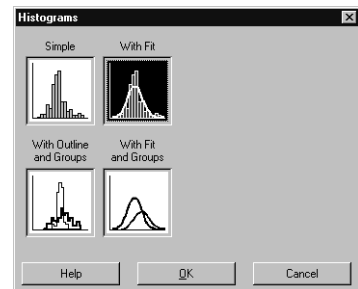 Histograms
Simple
With Fit
With Outline
and Groups
With Fit
and Groups
Help
OK
Cancel